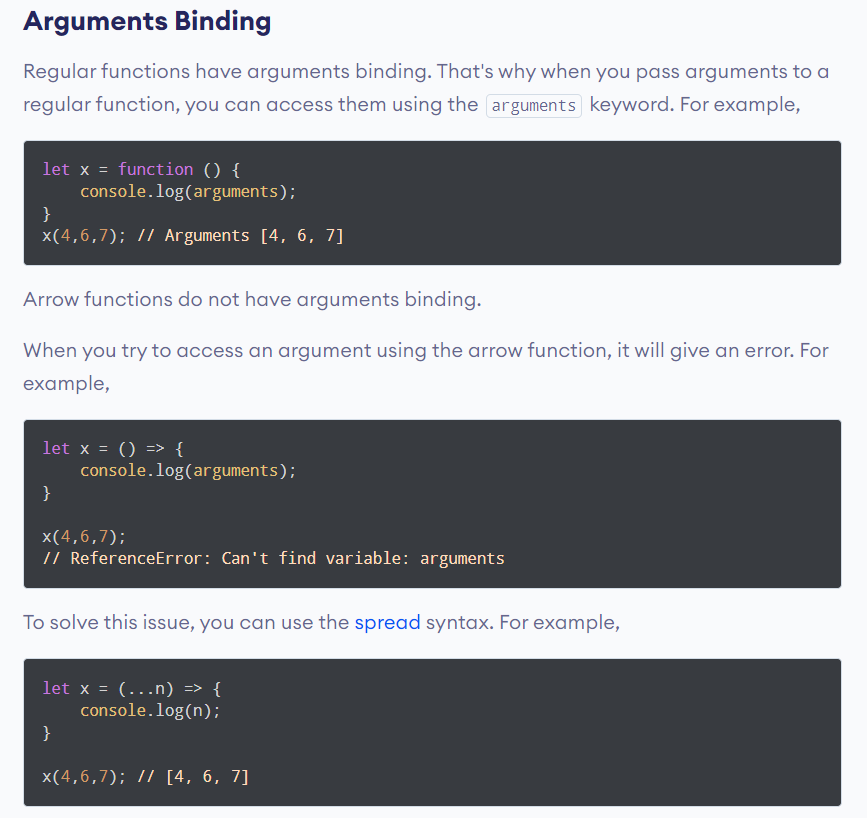 Arguments Binding
Regular functions have arguments binding. That's why when you pass arguments to a
regular function, you can access them using the arguments keyword. For example,
let x = function () {
    console.log(arguments);
}
x(4,6,7); // Arguments [4, 6, 7]
Arrow functions do not have arguments binding.
When you try to access an argument using the arrow function, it will give an error. For
example,
let x = () => {
    console.log(arguments);
}

x(4,6,7);
// ReferenceError: Can't find variable: arguments
To solve this issue, you can use the spread syntax. For example,
let x = (...n) => {
    console.log(n);
}

x(4,6,7); // [4, 6, 7]